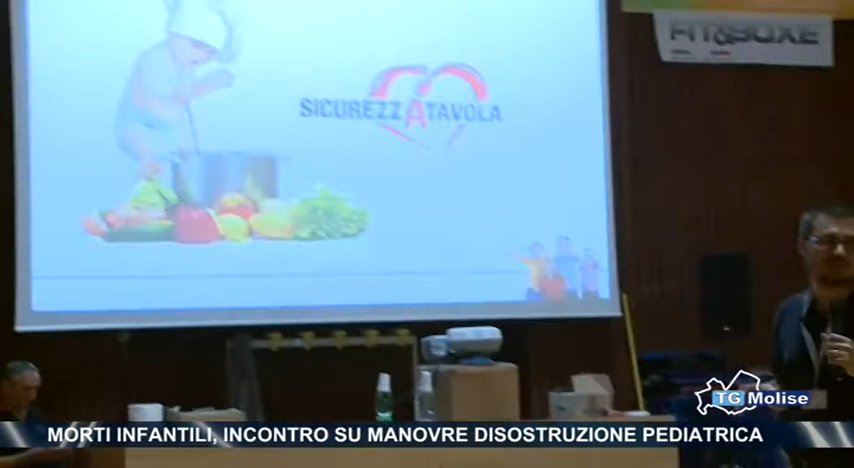 FIT&BOXE
SICUREZZATAVOLA
TG Molise
MORTI INFANTILI, INCONTRO SU MANOVRE DISOSTRUZIONE PEDIATRICA